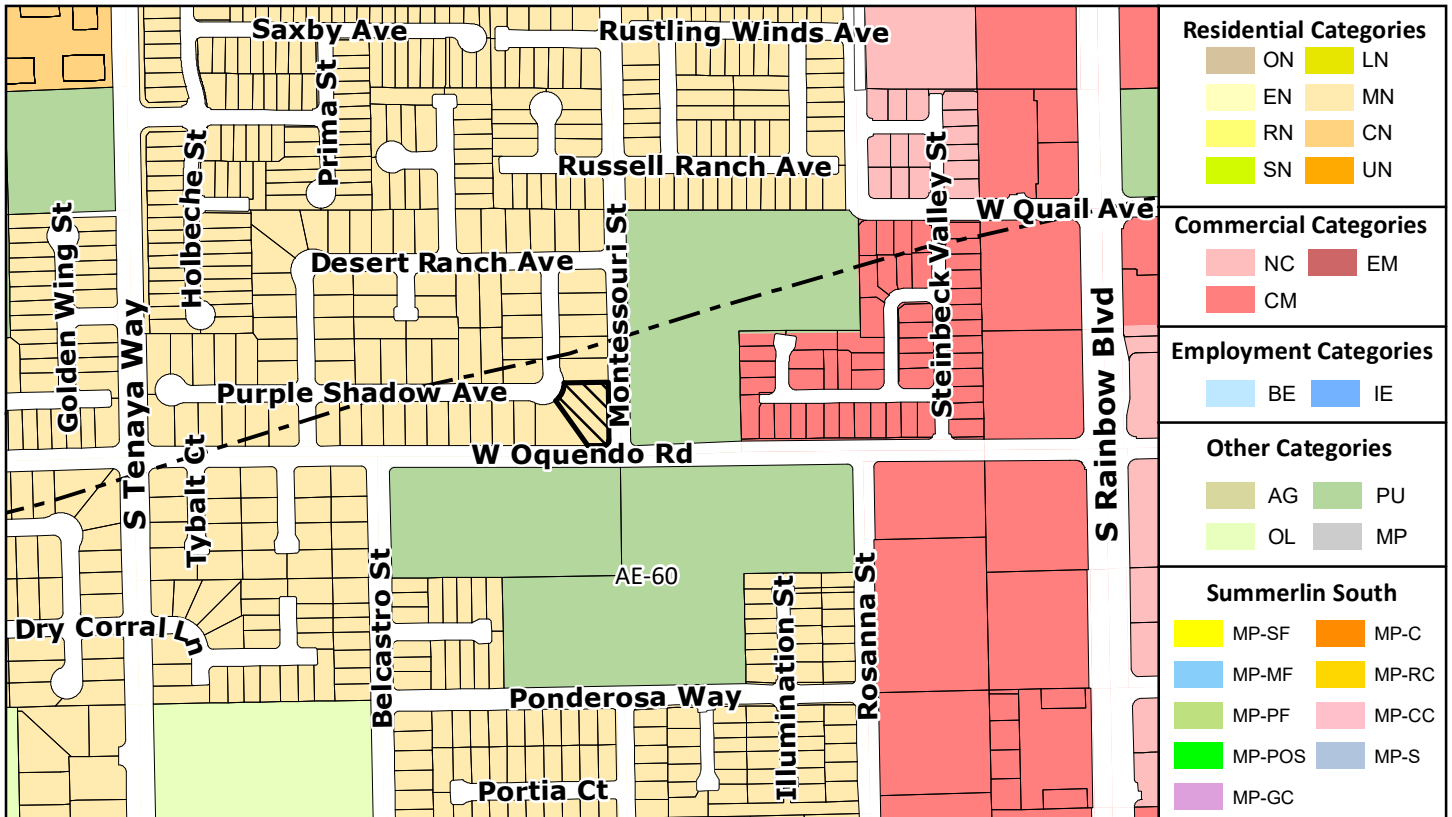 Saxby Ave
Rustling Winds Ave
Prima St
Holbeche St
Russell Ranch Ave
Steinbeck Valley St
W Quail Ave
Golden Wing St
Desert Ranch Ave
Montessouri St
S Tenaya Way
Purple Shadow Ave
S Rainbow Blvd
W Oquendo Rd
Tybalt Ct
AE-60
Belcastro St
Illumination St
Rosanna St
Dry Corral Ln
Ponderosa Way
Portia Ct
Residential Categories
ON LN
EN MN
RN CN
SN UN
Commercial Categories
NC EM
CM
Employment Categories
BE IE
Other Categories
AG PU
OL MP
Summerlin South
MP-SF MP-C
MP-MF MP-RC
MP-PF MP-CC
MP-POS MP-S
MP-GC